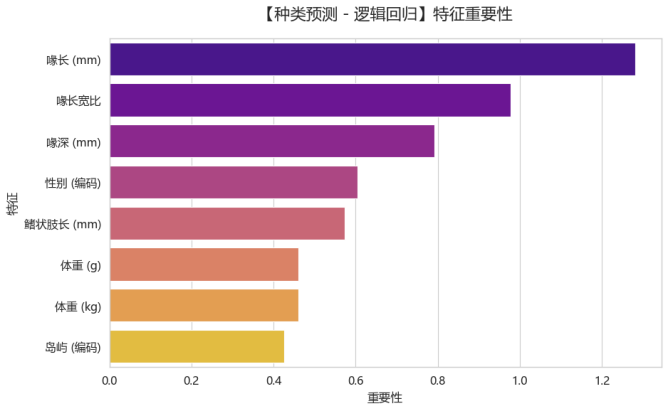 【种类预测 - 逻辑回归】特征重要性
喙长 (mm)
喙长宽比
喙深 (mm)
性别 (编码)
鳍状肢长 (mm)
体重 (g)
体重 (kg)
岛屿 (编码)
特征
0.0 0.2 0.4 0.6 0.8 1.0 1.2
重要性